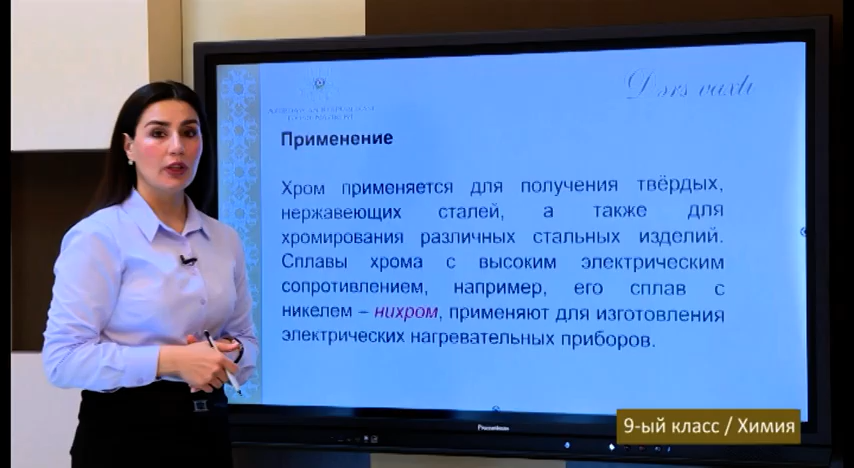 Dərs vaxtı
Применение
Хром применяется для получения твёрдых,
нержавеющих сталей, а также для
хромирования различных стальных изделий.
Сплавы хрома с высоким электрическим
сопротивлением, например, его сплав с
никелем – нихром, применяют для изготовления
электрических нагревательных приборов.
9-ый класс / Химия